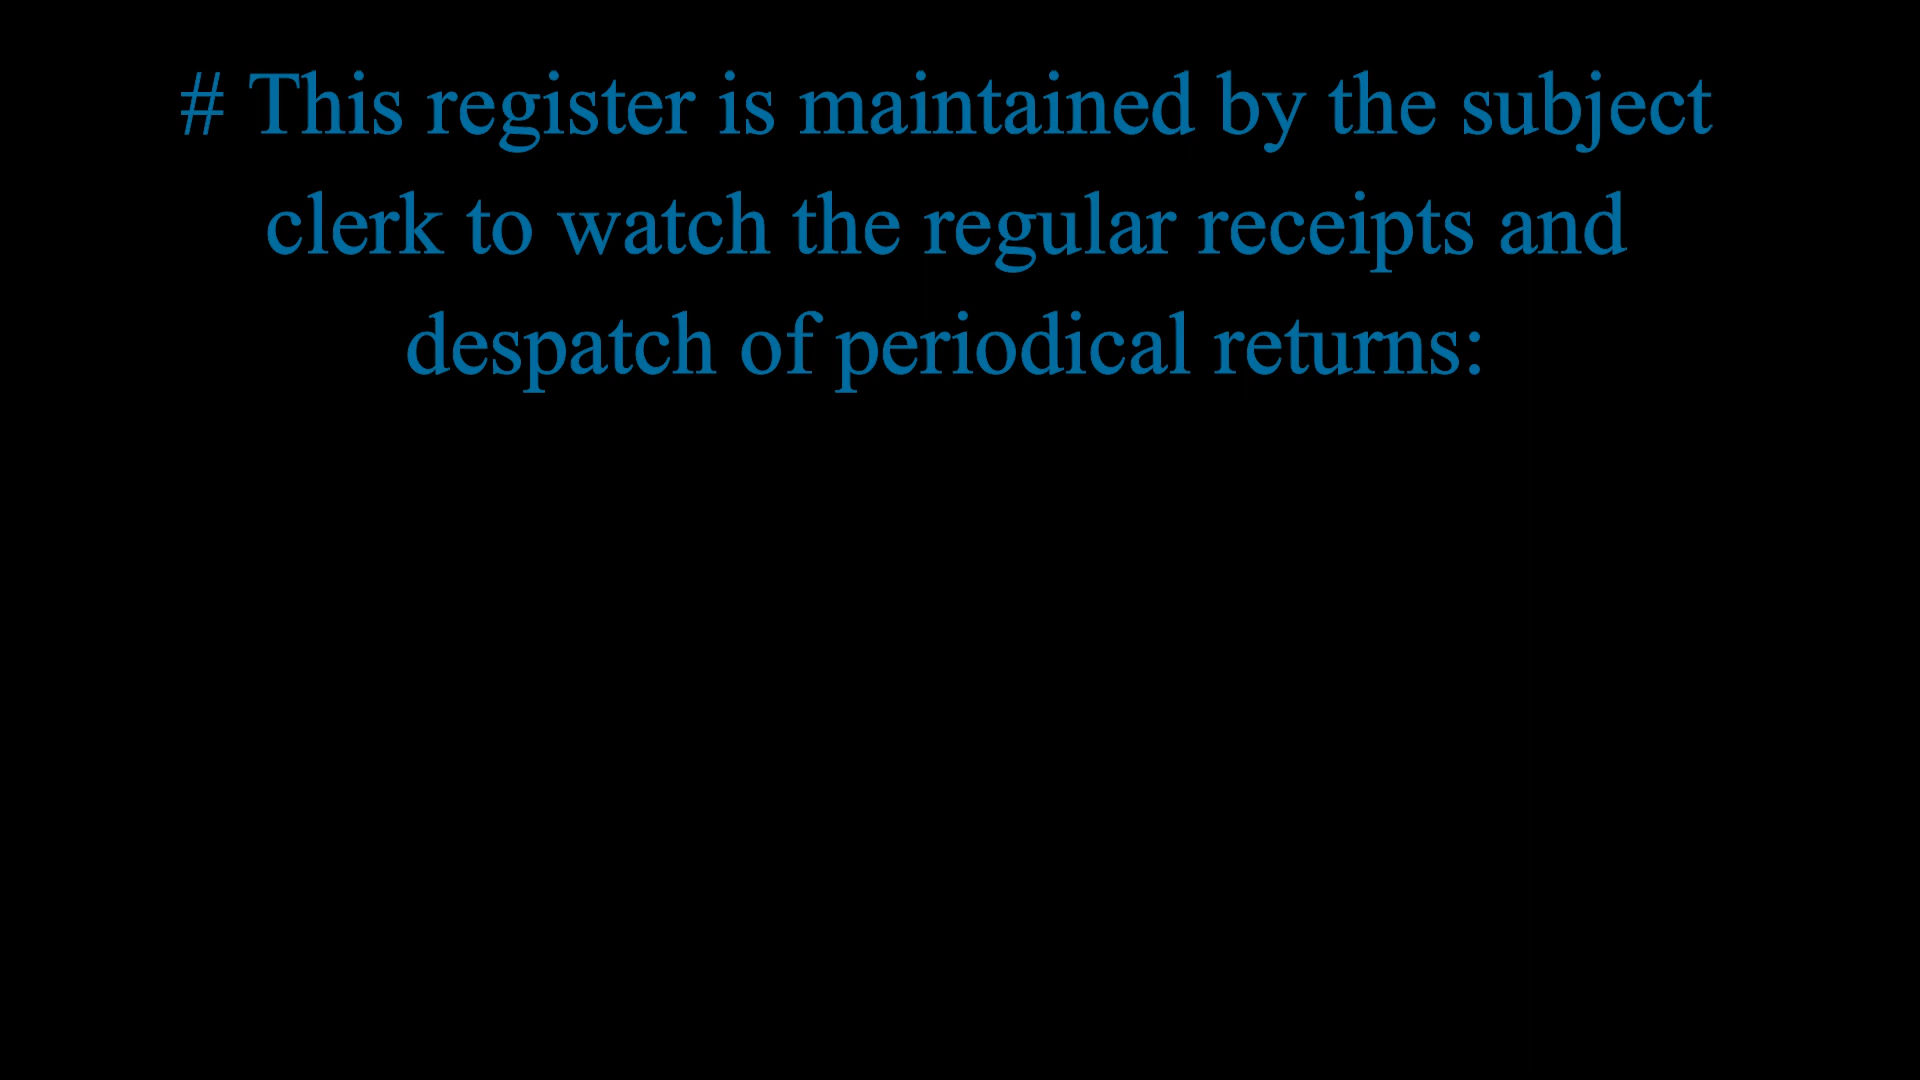 # This register is maintained by the subject
clerk to watch the regular receipts and
despatch of periodical returns: